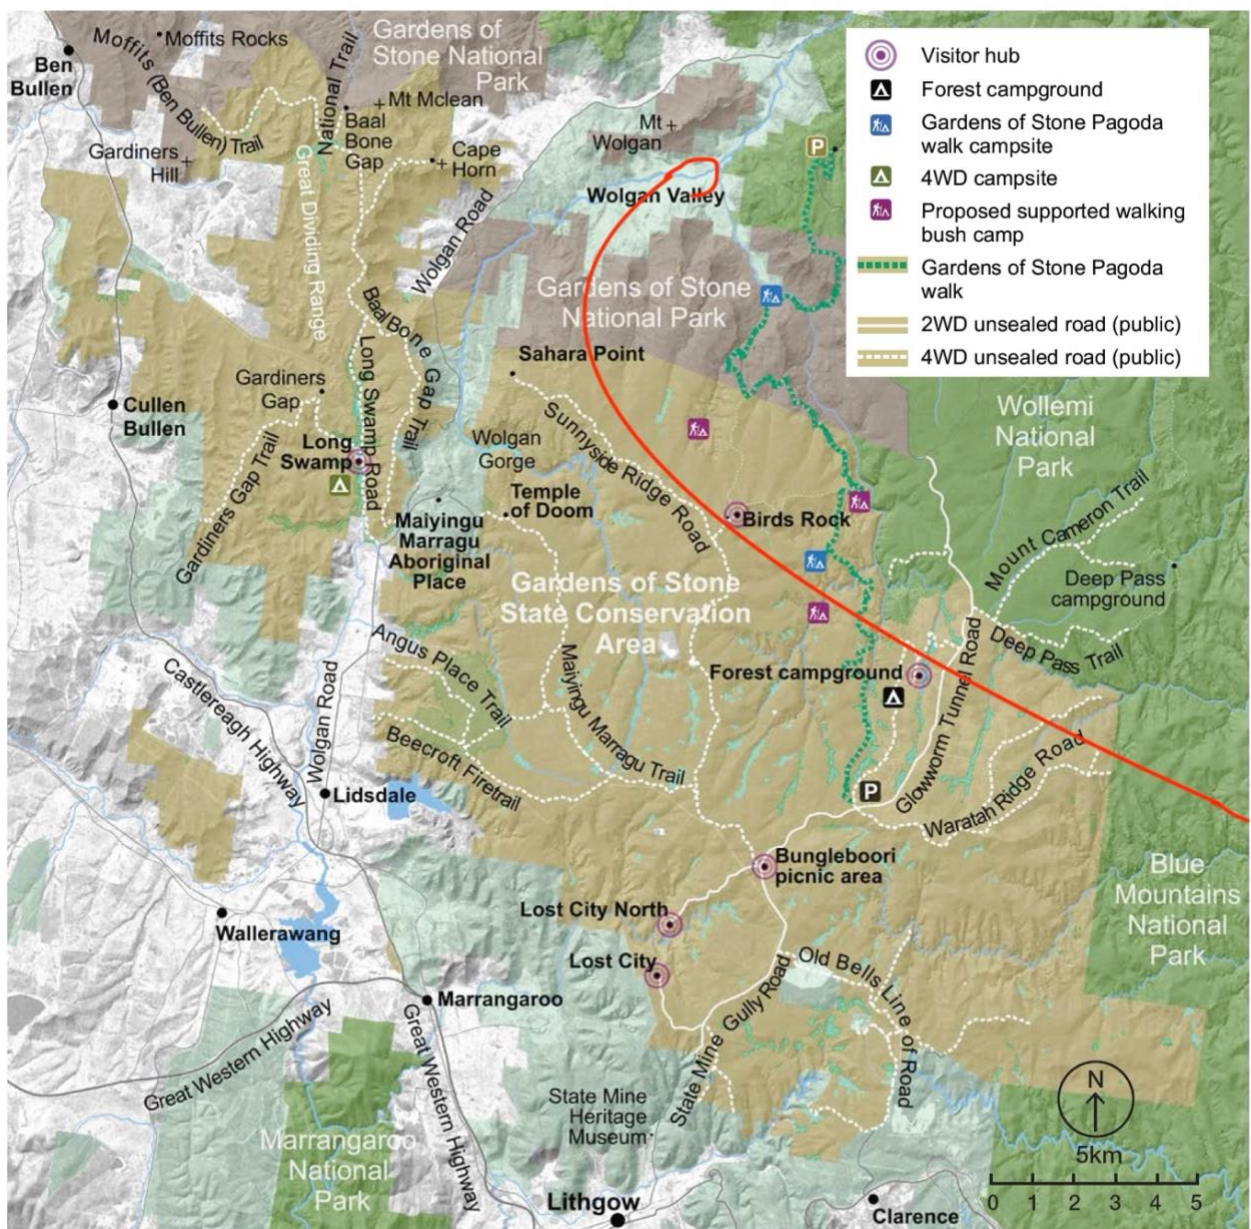 Moffits Rocks
Ben
Bullen
Moffits (Ben Bullen) Trail
Gardens of
Stone National
Park
National Trail
Mt Mclean
Baal
Bone
Gap
Cape
Horn
Gardiners
Hill
Great Dividing Range
Wolgan Road
Mt
Wolgan
Wolgan Valley
P
Visitor hub
Forest campground
Gardens of Stone Pagoda
walk campsite
4WD campsite
Proposed supported walking
bush camp
Gardens of Stone Pagoda
walk
2WD unsealed road (public)
4WD unsealed road (public)
Gardens of Stone
National Park
Baal Bone Gap Trail
Long Swamp Road
Sahara Point
Gardiners
Gap
Cullen
Bullen
Long
Swamp
Gardiners Gap Trail
Wolgan
Gorge
Sunnyside Ridge Road
Temple
of Doom
Birds Rock
Maiyingu
Marragu
Aboriginal
Place
Wollemi
National
Park
Mount Cameron Trail
Deep Pass
campground
Deep Pass Trail
Gardens of Stone
State Conservation
Area
Angus Place Trail
Maiyingu Marragu Trail
Forest campground
Glowworm Tunnel Road
Castlereagh Highway
Wolgan Road
Beecroft Firetrail
Lidsdale
P
Waratah Ridge Road
Bungleboori
picnic area
Blue
Mountains
National
Park
Lost City North
Wallerawang
Lost City
Old Bells Line of Road
Marrangaroo
State Mine Gully Road
Great Western Highway
Great Western Highway
State Mine
Heritage
Museum
Marrangaroo
National
Park
N
5km
0 1 2 3 4 5
Lithgow
Clarence